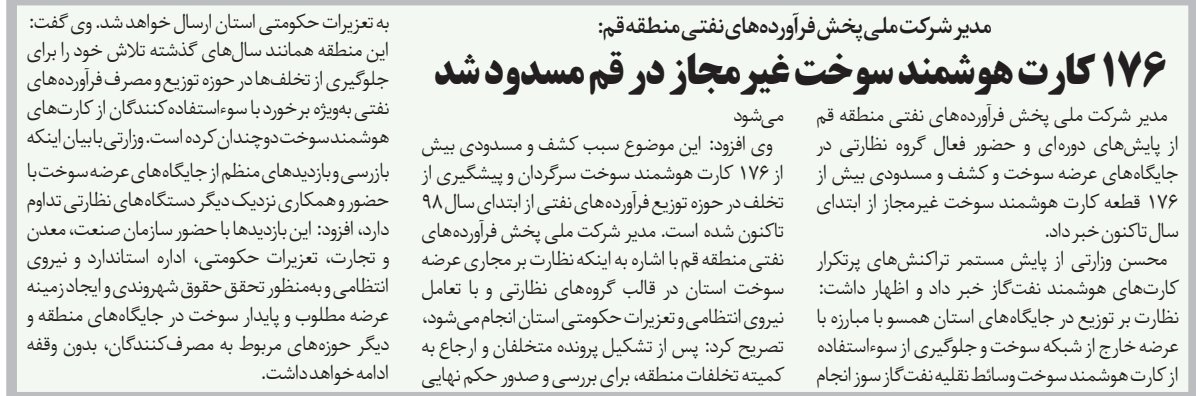 مدیر شرکت ملی پخش فرآورده‌های نفتی منطقه قم:
۱۷۶ کارت هوشمند سوخت غیرمجاز در قم مسدود شد
مدیر شرکت ملی پخش فرآورده‌های نفتی منطقه قم
از پایش‌های دوره‌ای و حضور فعال گروه نظارتی در
جایگاه‌های عرضه سوخت و کشف و مسدودی بیش از
۱۷۶ قطعه کارت هوشمند سوخت غیرمجاز از ابتدای
سال تاکنون خبر داد.
محسن وزارتی از پایش مستمر تراکنش‌های پرتکرار
کارت‌های هوشمند نفت‌گاز خبر داد و اظهار داشت:
نظارت بر توزیع در جایگاه‌های استان همسو با مبارزه با
عرضه خارج از شبکه سوخت و جلوگیری از سوءاستفاده
از کارت هوشمند سوخت وسائط نقلیه نفت‌گاز سوز انجام
می‌شود
وی افزود: این موضوع سبب کشف و مسدودی بیش
از ۱۷۶ کارت هوشمند سوخت سرگردان و پیشگیری از
تخلف در حوزه توزیع فرآورده‌های نفتی از ابتدای سال ۹۸
تاکنون شده است. مدیر شرکت ملی پخش فرآورده‌های
نفتی منطقه قم با اشاره به اینکه نظارت بر مجاری عرضه
سوخت استان در قالب گروه‌های نظارتی و با تعامل
نیروی انتظامی و تعزیرات حکومتی استان انجام می‌شود،
تصریح کرد: پس از تشکیل پرونده متخلفان و ارجاع به
کمیته تخلفات منطقه، برای بررسی و صدور حکم نهایی
به تعزیرات حکومتی استان ارسال خواهد شد. وی گفت:
این منطقه همانند سال‌های گذشته تلاش خود را برای
جلوگیری از تخلف‌ها در حوزه توزیع و مصرف فرآورده‌های
نفتی به‌ویژه برخورد با سوءاستفاده کنندگان از کارت‌های
هوشمند سوخت دوچندان کرده است. وزارتی با بیان اینکه
بازرسی و بازدیدهای منظم از جایگاه‌های عرضه سوخت با
حضور و همکاری نزدیک دیگر دستگاه‌های نظارتی تداوم
دارد، افزود: این بازدیدها با حضور سازمان صنعت، معدن
و تجارت، تعزیرات حکومتی، اداره استاندارد و نیروی
انتظامی و به‌منظور تحقق حقوق شهروندی و ایجاد زمینه
عرضه مطلوب و پایدار سوخت در جایگاه‌های منطقه و
دیگر حوزه‌های مربوط به مصرف‌کنندگان، بدون وقفه
ادامه خواهد داشت.